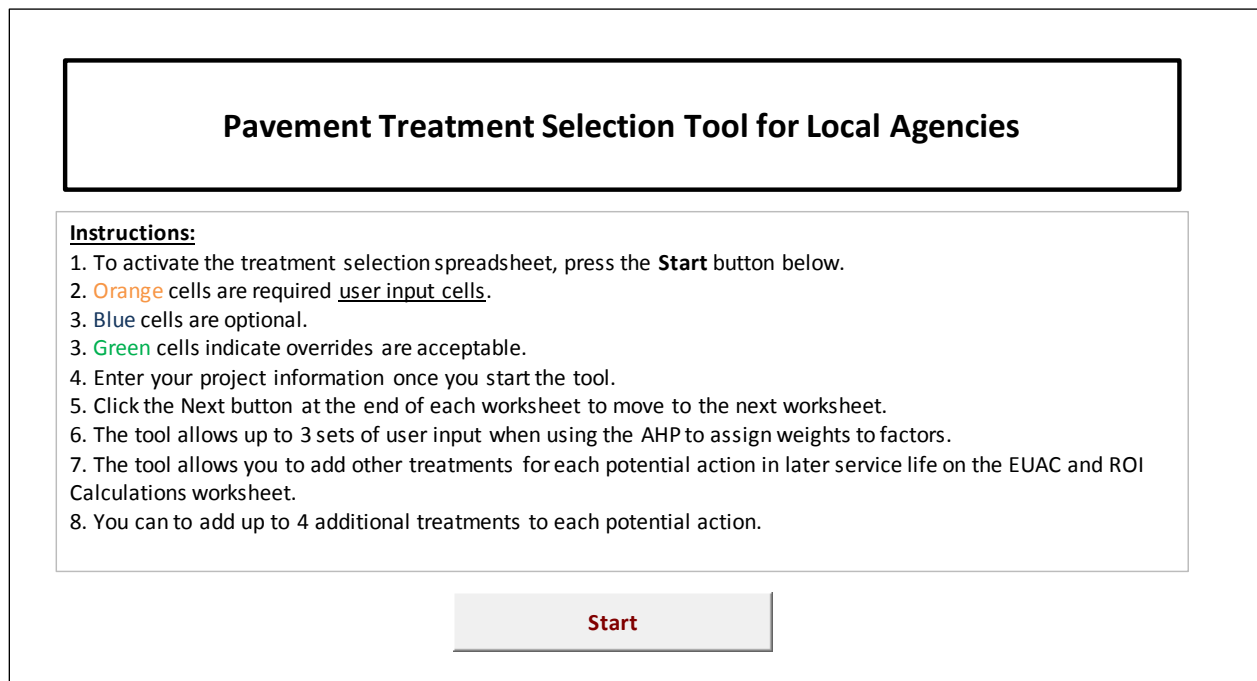 Pavement Treatment Selection Tool for Local Agencies
Instructions:
1. To activate the treatment selection spreadsheet, press the Start button below.
2. Orange cells are required user input cells.
3. Blue cells are optional.
3. Green cells indicate overrides are acceptable.
4. Enter your project information once you start the tool.
5. Click the Next button at the end of each worksheet to move to the next worksheet.
6. The tool allows up to 3 sets of user input when using the AHP to assign weights to factors.
7. The tool allows you to add other treatments for each potential action in later service life on the EUAC and ROI
Calculations worksheet.
8. You can to add up to 4 additional treatments to each potential action.
Start